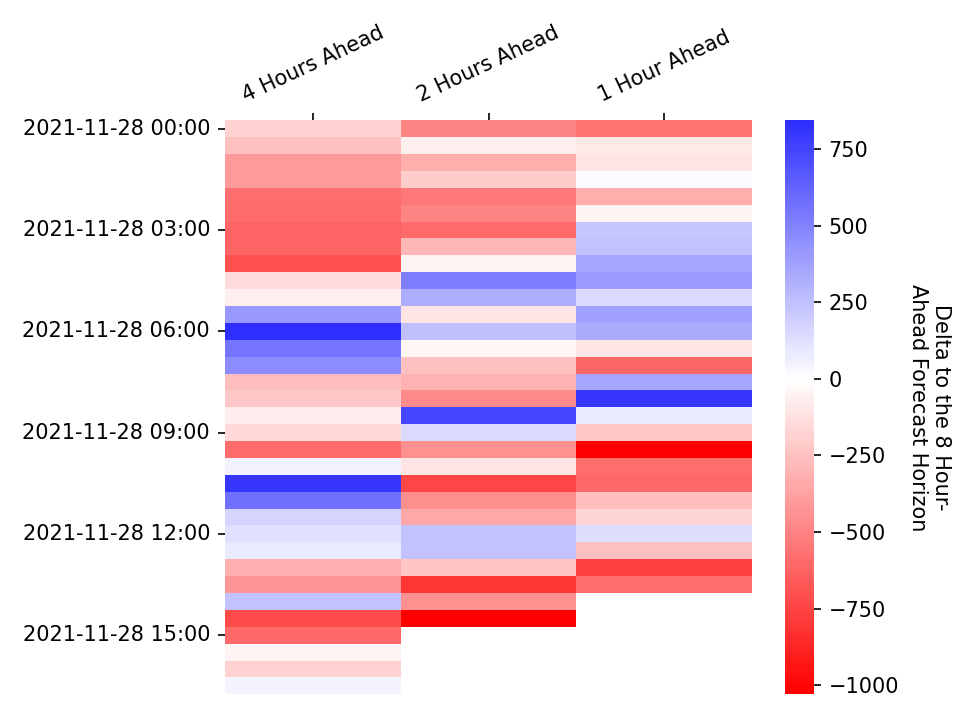 4 Hours Ahead
2 Hours Ahead
1 Hour Ahead
2021-11-28 00:00
2021-11-28 03:00
2021-11-28 06:00
2021-11-28 09:00
2021-11-28 12:00
2021-11-28 15:00
750
500
250
0
−250
−500
−750
−1000
Delta to the 8 Hour-
Ahead Forecast Horizon